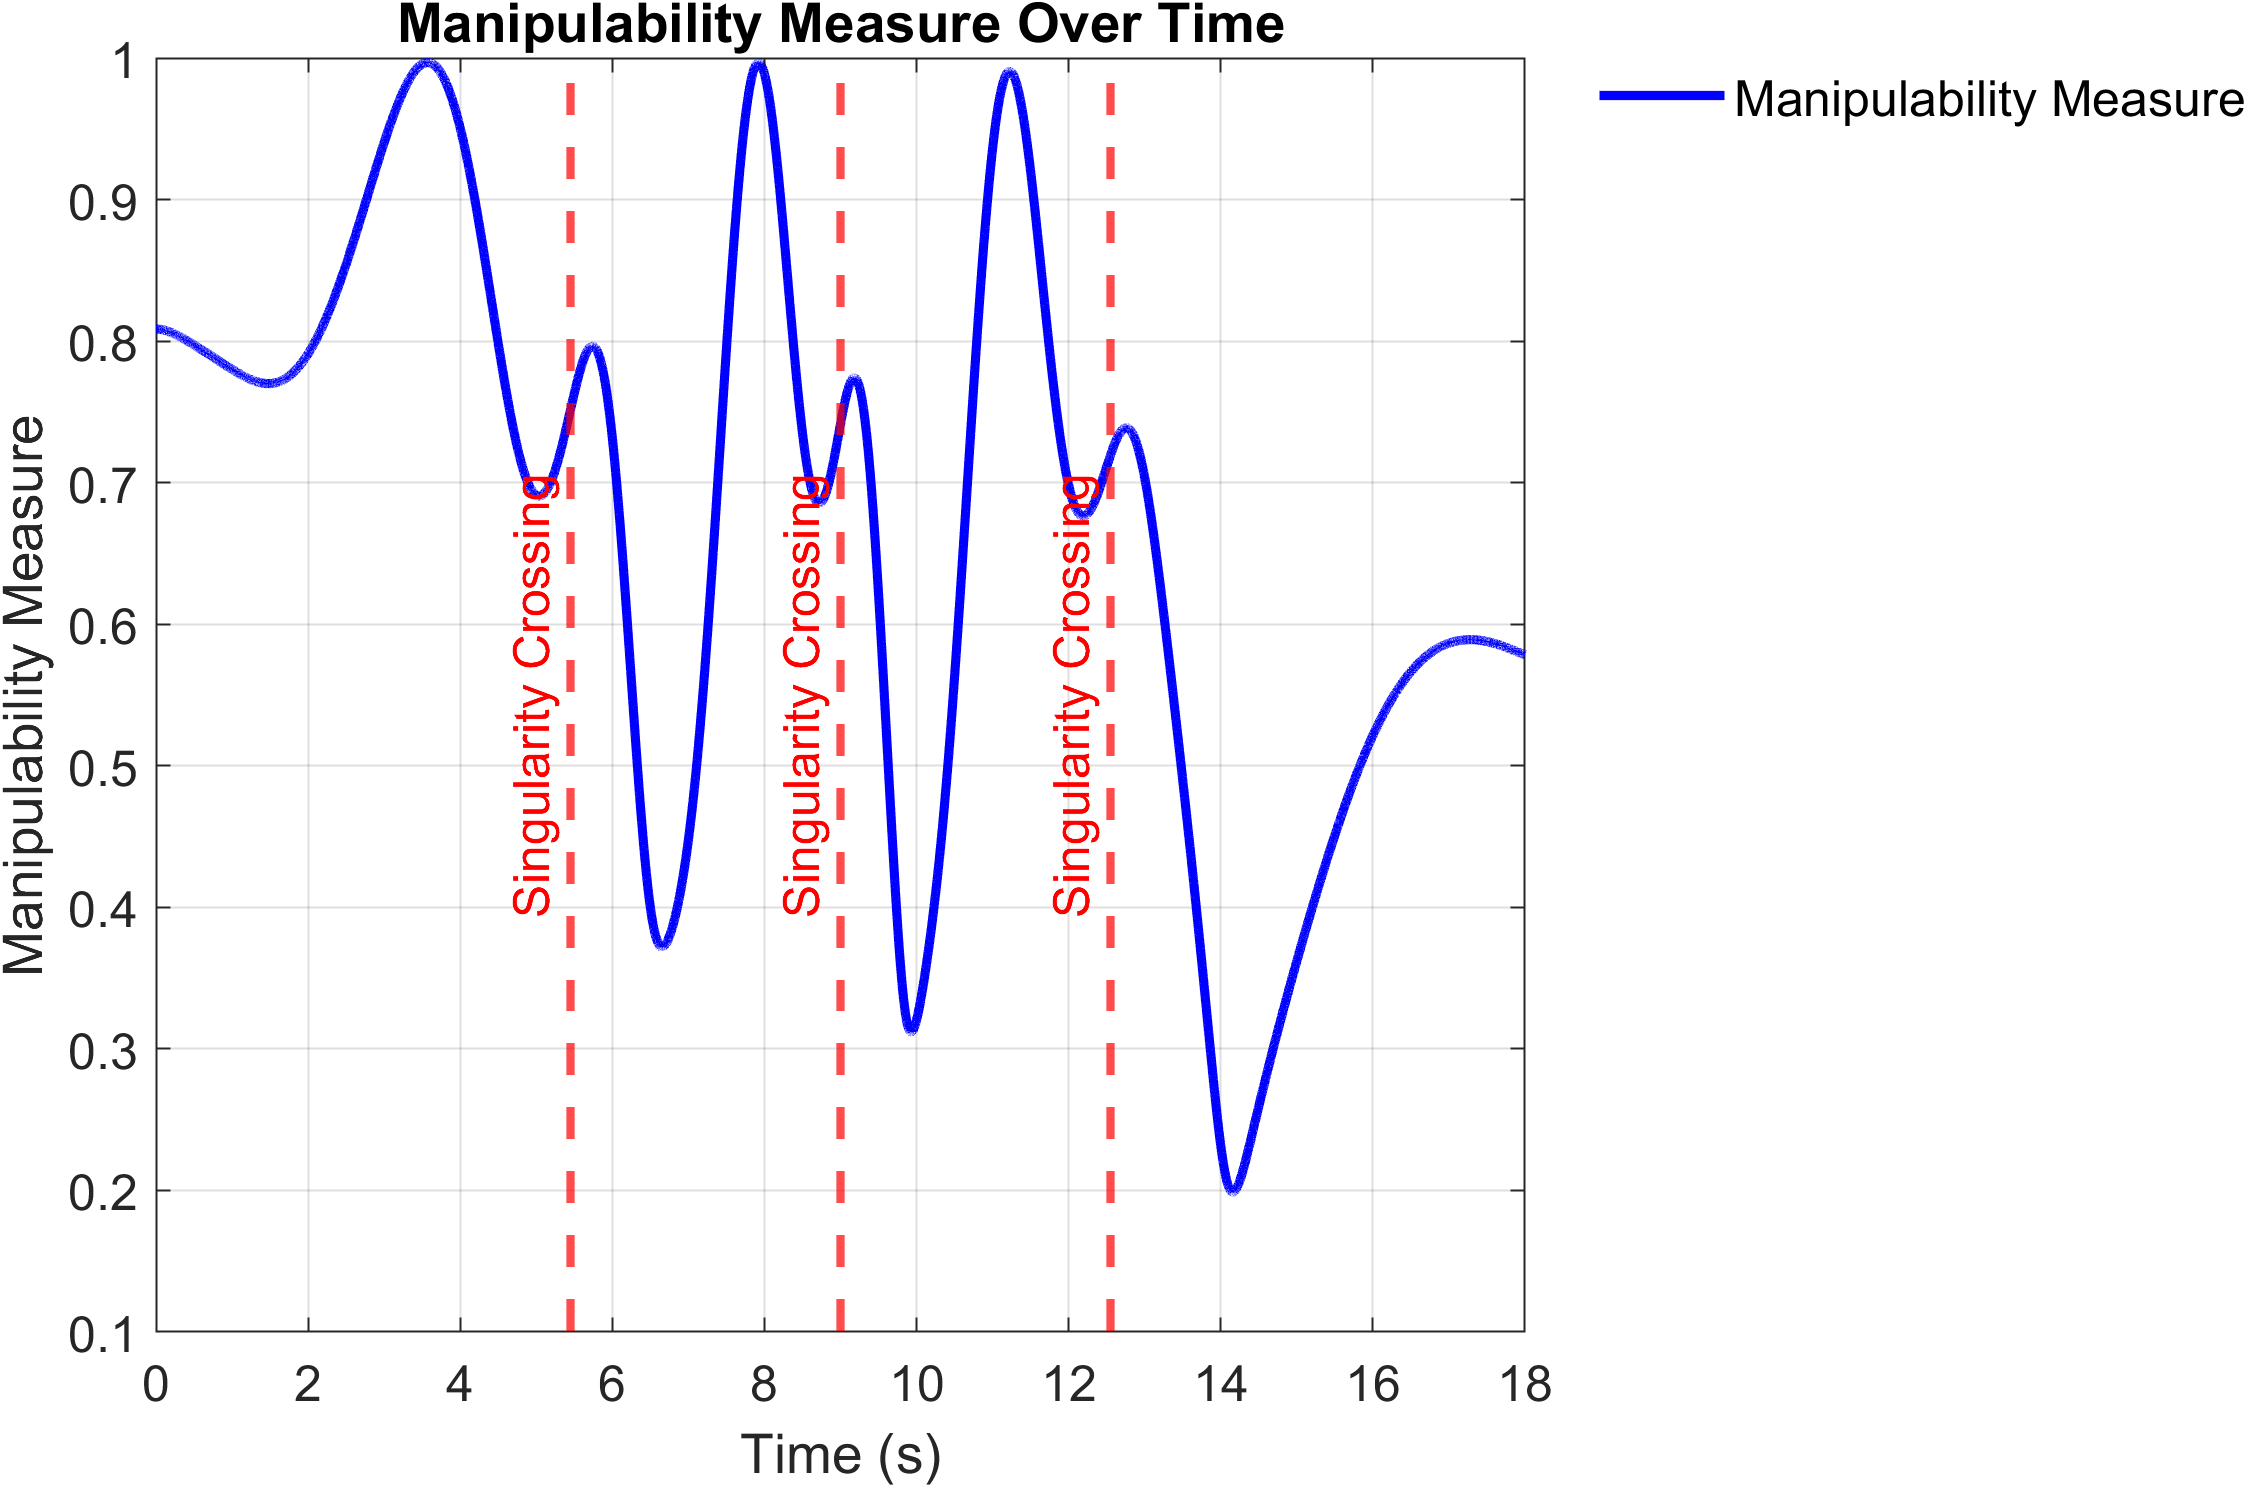 Manipulability Measure Over Time
Manipulability Measure
Manipulability Measure
1
0.9
0.8
0.7
0.6
0.5
0.4
0.3
0.2
0.1
Singularity Crossing
Singularity Crossing
Singularity Crossing
0 2 4 6 8 10 12 14 16 18
Time (s)